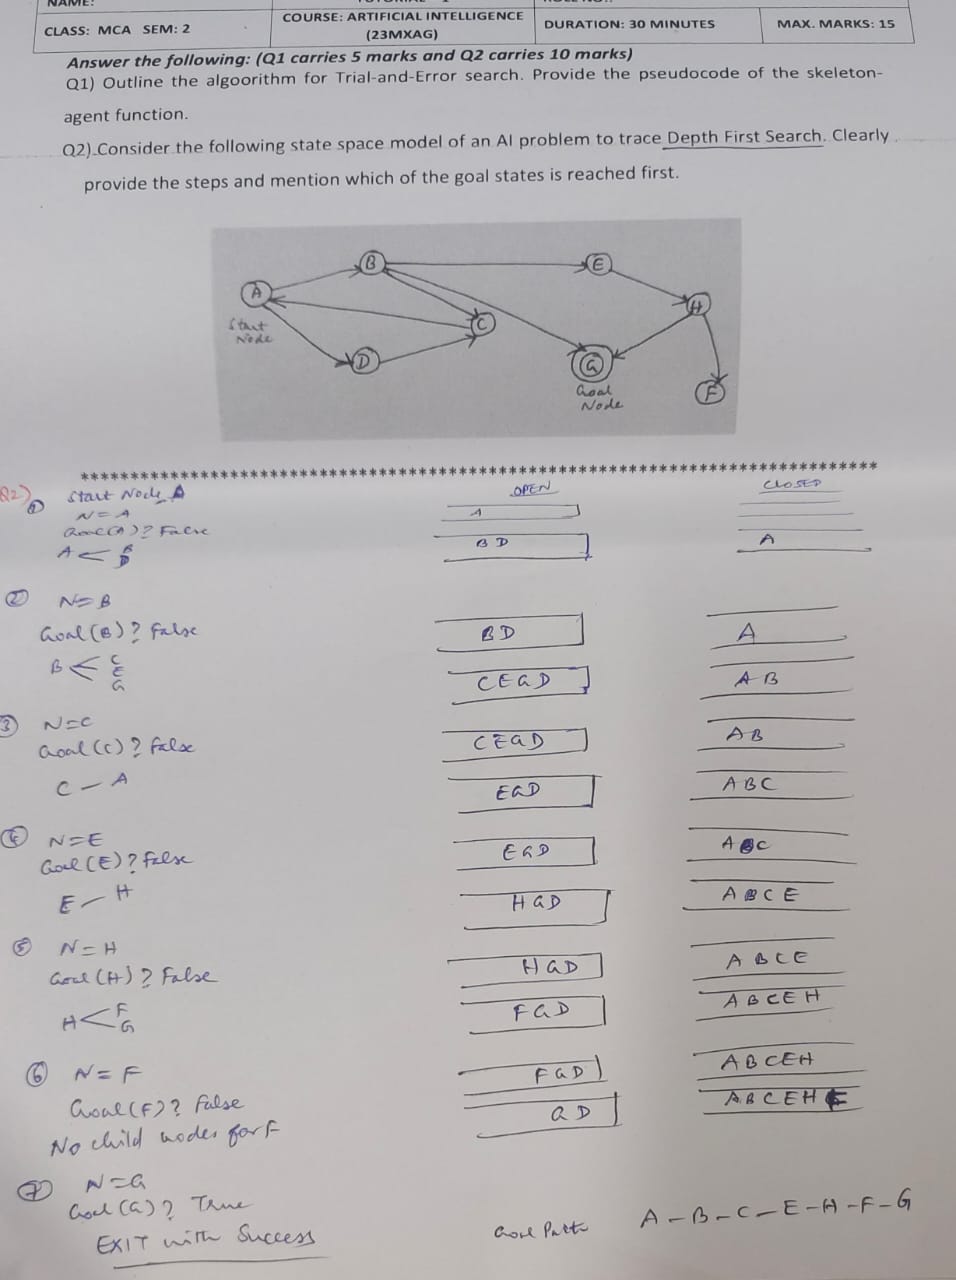 NAME:
CLASS: MCA SEM: 2
COURSE: ARTIFICIAL INTELLIGENCE
(23MXAG)
DURATION: 30 MINUTES
MAX. MARKS: 15
Answer the following: (Q1 carries 5 marks and Q2 carries 10 marks)
Q1) Outline the algoorithm for Trial-and-Error search. Provide the pseudocode of the skeleton-
agent function.
Q2) Consider the following state space model of an AI problem to trace Depth First Search. Clearly
provide the steps and mention which of the goal states is reached first.
B
E
A
H
Start
Node
C
D
G
Goal
Node
F
********************************************************************************
Q2)
① Start Node A
OPEN
CLOSED
N = A
A
Goal(A)? False
A < B D
B D
A
② N = B
Goal(B)? False
B D
A
B < C E G
C E G D
A B
③ N = C
Goal(C)? False
C E G D
A B
C - A
E G D
A B C
④ N = E
Goal(E)? False
E G D
A B C
E - H
H G D
A B C E
⑤ N = H
Goal(H)? False
H G D
A B C E
H < F G
F G D
A B C E H
⑥ N = F
F G D
A B C E H
Goal(F)? False
G D
A B C E H F
No child nodes for F
⑦ N = G
Goal(G)? True
EXIT with Success
Goal Path
A - B - C - E - H - F - G